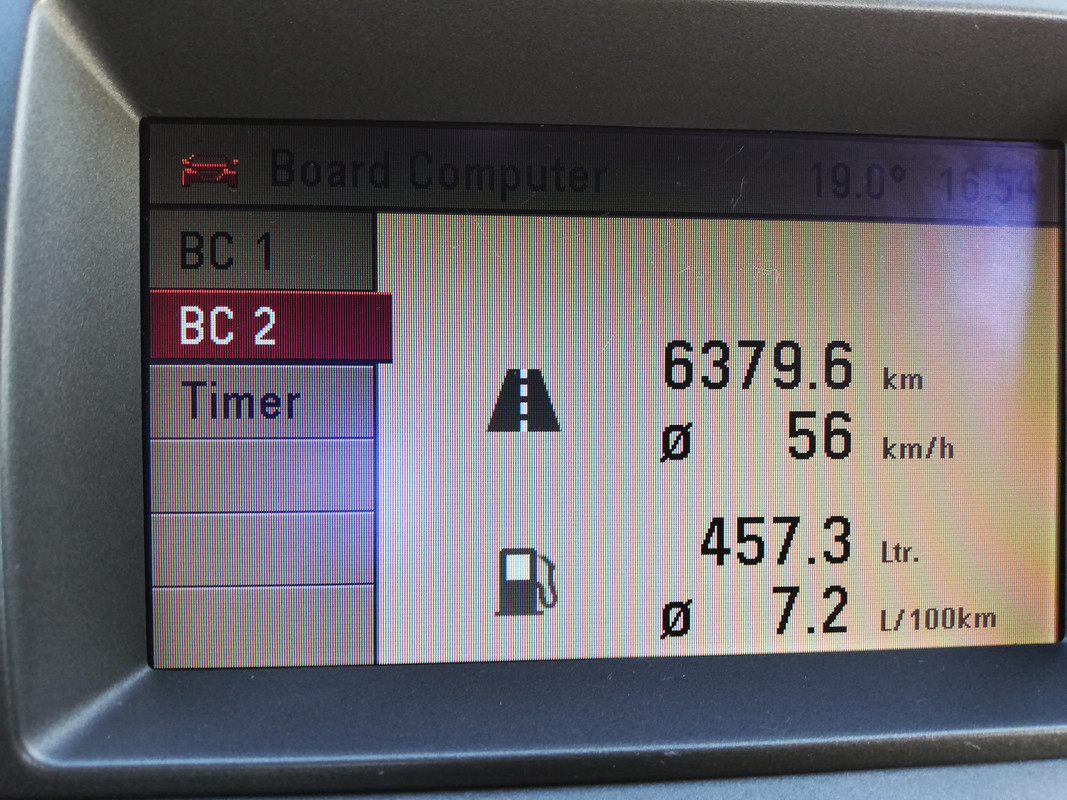 Board Computer 19.0° 16:54
BC 1
BC 2
Timer
6379.6 km
Ø 56 km/h
457.3 Ltr.
Ø 7.2 L/100km